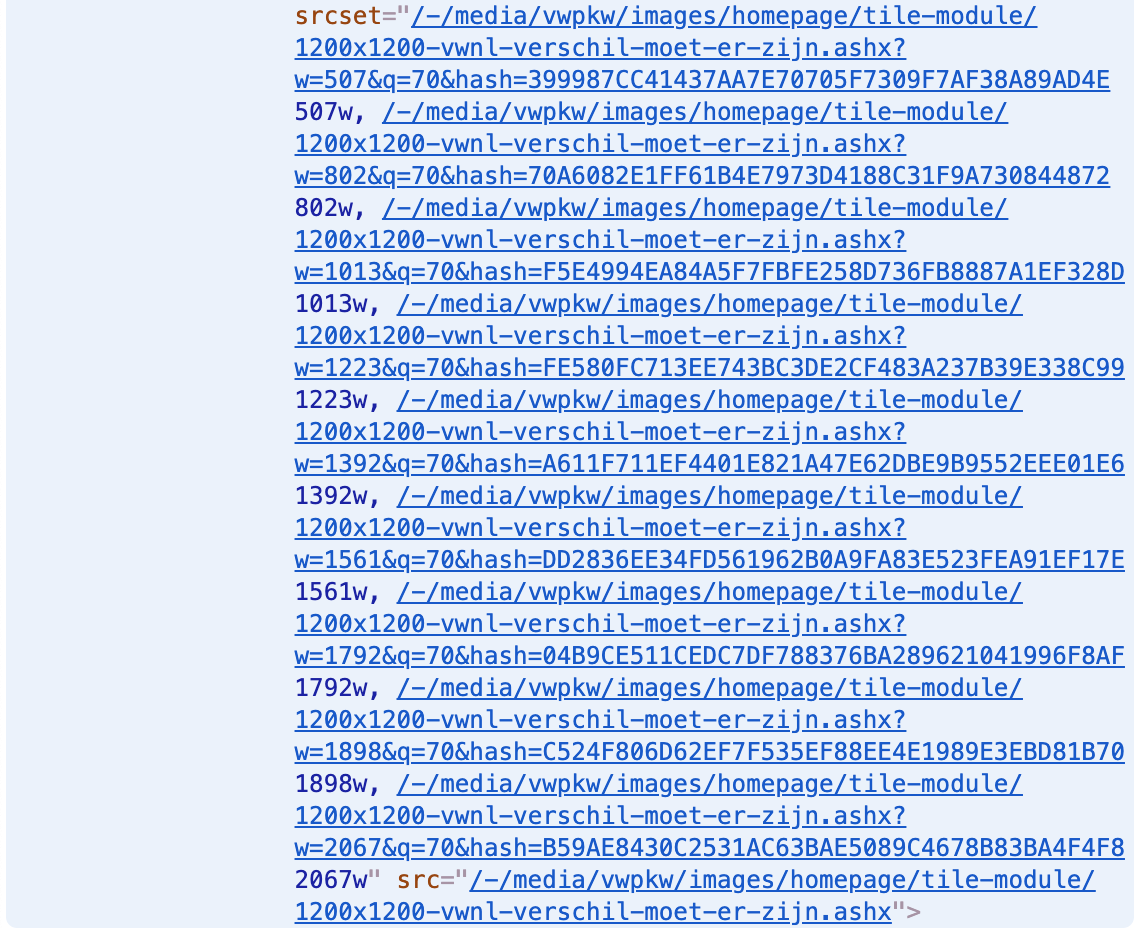 srcset="/-/media/vwpkw/images/homepage/tile-module/
1200x1200-vwnl-verschil-moet-er-zijn.ashx?
w=507&q=70&hash=399987CC41437AA7E70705F7309F7AF38A89AD4E
507w, /-/media/vwpkw/images/homepage/tile-module/
1200x1200-vwnl-verschil-moet-er-zijn.ashx?
w=802&q=70&hash=70A6082E1FF61B4E7973D4188C31F9A730844872
802w, /-/media/vwpkw/images/homepage/tile-module/
1200x1200-vwnl-verschil-moet-er-zijn.ashx?
w=1013&q=70&hash=F5E4994EA84A5F7FBFE258D736FB8887A1EF328D
1013w, /-/media/vwpkw/images/homepage/tile-module/
1200x1200-vwnl-verschil-moet-er-zijn.ashx?
w=1223&q=70&hash=FE580FC713EE743BC3DE2CF483A237B39E338C99
1223w, /-/media/vwpkw/images/homepage/tile-module/
1200x1200-vwnl-verschil-moet-er-zijn.ashx?
w=1392&q=70&hash=A611F711EF4401E821A47E62DBE9B9552EEE01E6
1392w, /-/media/vwpkw/images/homepage/tile-module/
1200x1200-vwnl-verschil-moet-er-zijn.ashx?
w=1561&q=70&hash=DD2836EE34FD561962B0A9FA83E523FEA91EF17E
1561w, /-/media/vwpkw/images/homepage/tile-module/
1200x1200-vwnl-verschil-moet-er-zijn.ashx?
w=1792&q=70&hash=04B9CE511CEDC7DF788376BA289621041996F8AF
1792w, /-/media/vwpkw/images/homepage/tile-module/
1200x1200-vwnl-verschil-moet-er-zijn.ashx?
w=1898&q=70&hash=C524F806D62EF7F535EF88EE4E1989E3EBD81B70
1898w, /-/media/vwpkw/images/homepage/tile-module/
1200x1200-vwnl-verschil-moet-er-zijn.ashx?
w=2067&q=70&hash=B59AE8430C2531AC63BAE5089C4678B83BA4F4F8
2067w" src="/-/media/vwpkw/images/homepage/tile-module/
1200x1200-vwnl-verschil-moet-er-zijn.ashx">